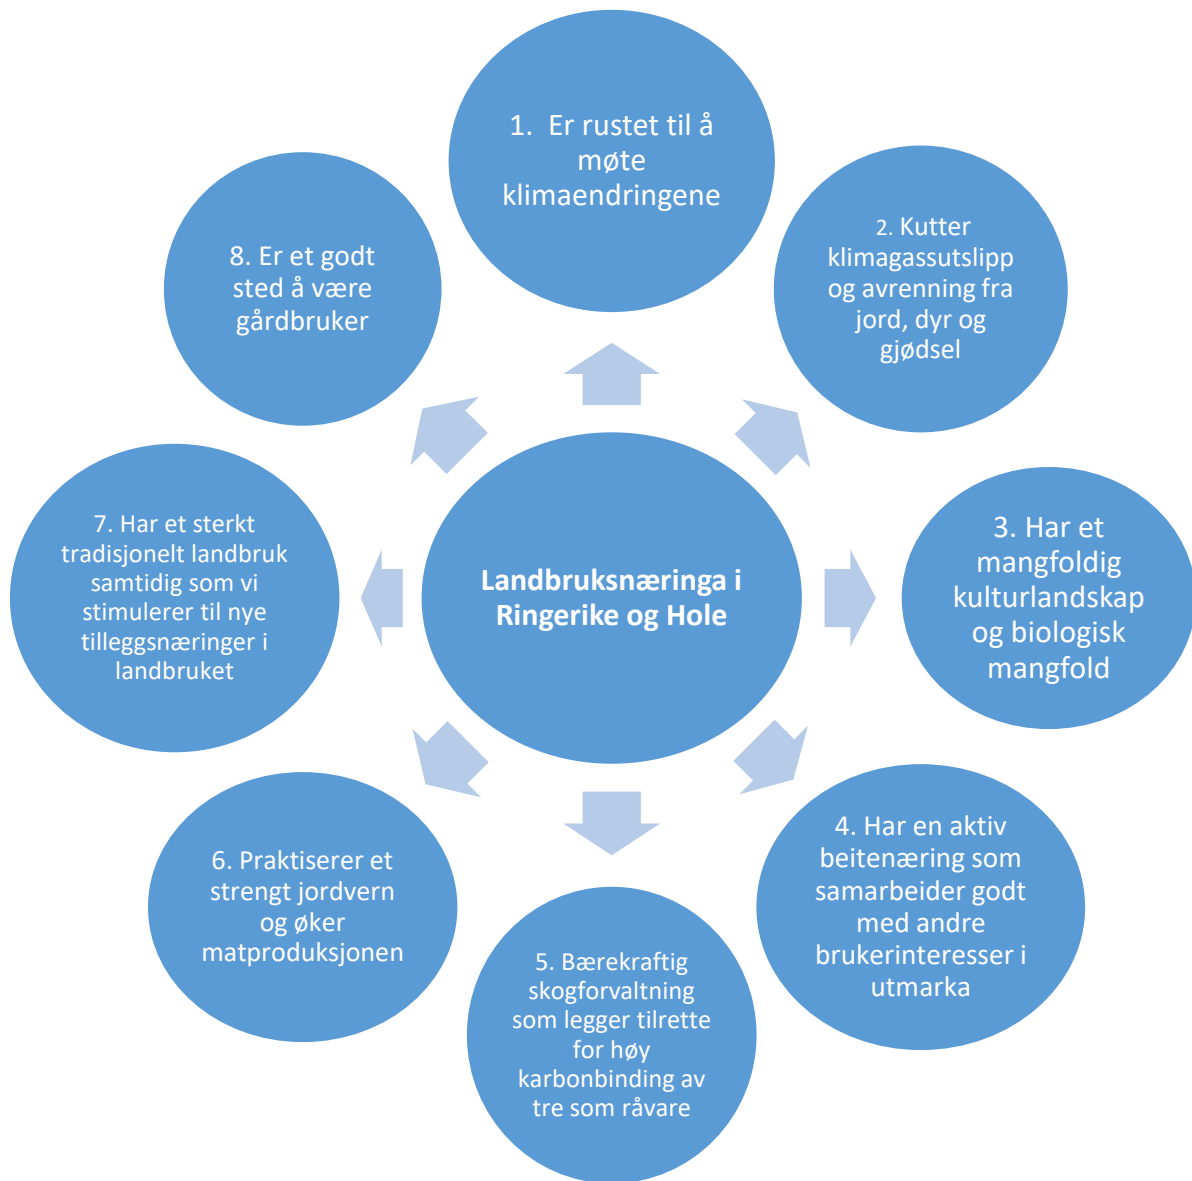 1. Er rustet til å
møte
klimaendringene
2. Kutter
klimagassutslipp
og avrenning fra
jord, dyr og
gjødsel
3. Har et
mangfoldig
kulturlandskap
og biologisk
mangfold
4. Har en aktiv
beitenæring som
samarbeider godt
med andre
brukerinteresser i
utmarka
5. Bærekraftig
skogforvaltning
som legger tilrette
for høy
karbonbinding av
tre som råvare
6. Praktiserer et
strengt jordvern
og øker
matproduksjonen
7. Har et sterkt
tradisjonelt landbruk
samtidig som vi
stimulerer til nye
tilleggsnæringer i
landbruket
8. Er et godt
sted å være
gårdbruker
Landbruksnæringa i
Ringerike og Hole